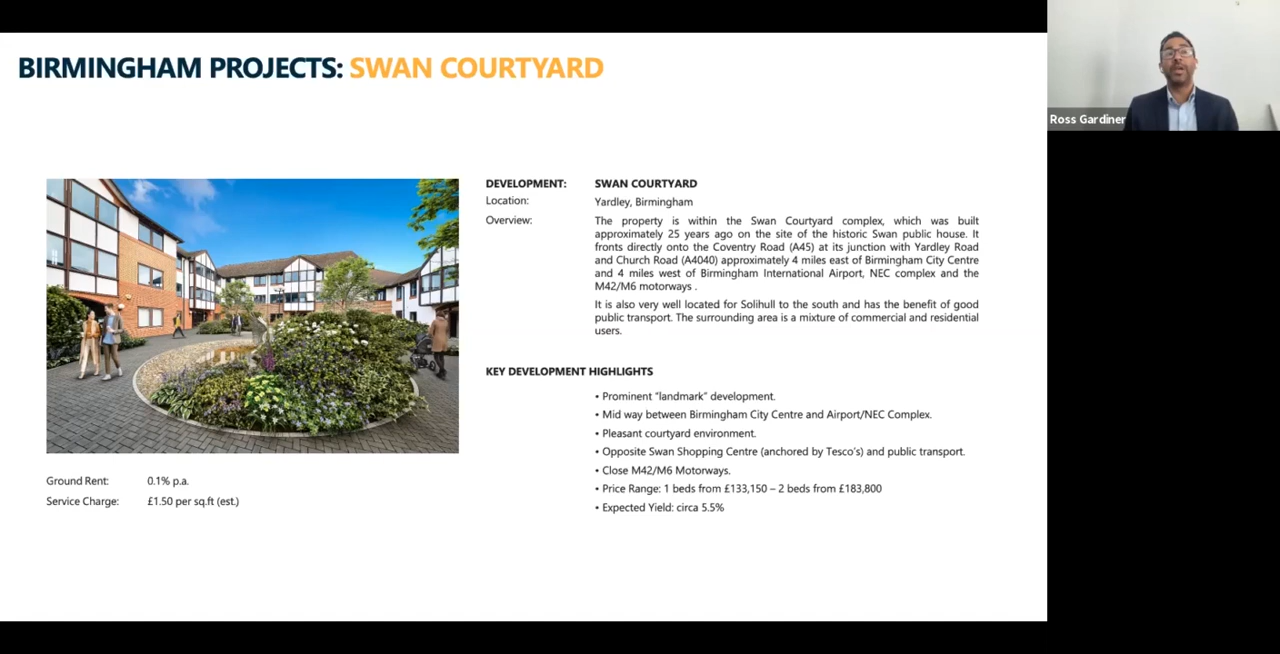 BIRMINGHAM PROJECTS: SWAN COURTYARD
Ross Gardiner
DEVELOPMENT: SWAN COURTYARD
Location: Yardley, Birmingham
Overview: The property is within the Swan Courtyard complex, which was built
approximately 25 years ago on the site of the historic Swan public house. It
fronts directly onto the Coventry Road (A45) at its junction with Yardley Road
and Church Road (A4040) approximately 4 miles east of Birmingham City Centre
and 4 miles west of Birmingham International Airport, NEC complex and the
M42/M6 motorways .
It is also very well located for Solihull to the south and has the benefit of good
public transport. The surrounding area is a mixture of commercial and residential
users.
KEY DEVELOPMENT HIGHLIGHTS
• Prominent “landmark” development.
• Mid way between Birmingham City Centre and Airport/NEC Complex.
• Pleasant courtyard environment.
• Opposite Swan Shopping Centre (anchored by Tesco’s) and public transport.
• Close M42/M6 Motorways.
• Price Range: 1 beds from £133,150 – 2 beds from £183,800
• Expected Yield: circa 5.5%
Ground Rent: 0.1% p.a.
Service Charge: £1.50 per sq.ft (est.)